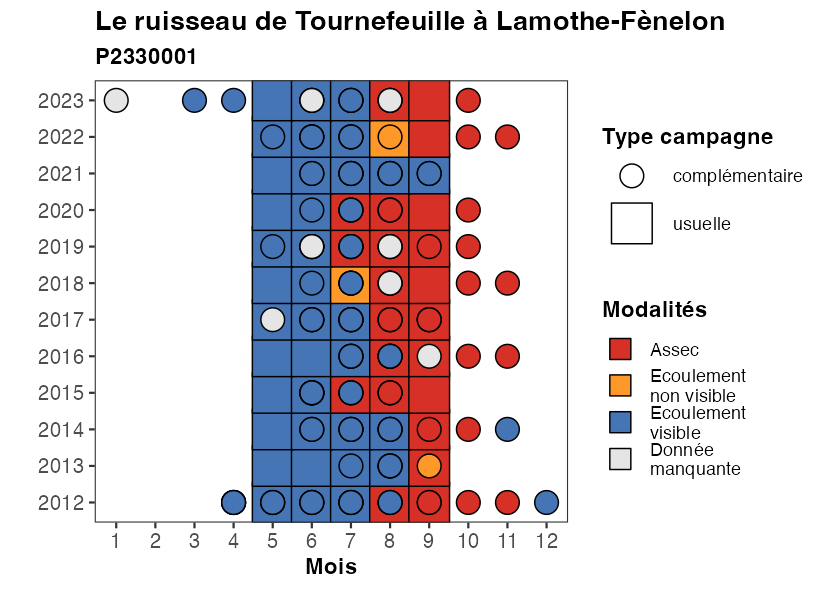 Le ruisseau de Tournefeuille à Lamothe-Fènelon
P2330001
2023
2022
2021
2020
2019
2018
2017
2016
2015
2014
2013
2012
1 2 3 4 5 6 7 8 9 10 11 12
Mois
Type campagne
complémentaire
usuelle
Modalités
Assec
Ecoulement
non visible
Ecoulement
visible
Donnée
manquante